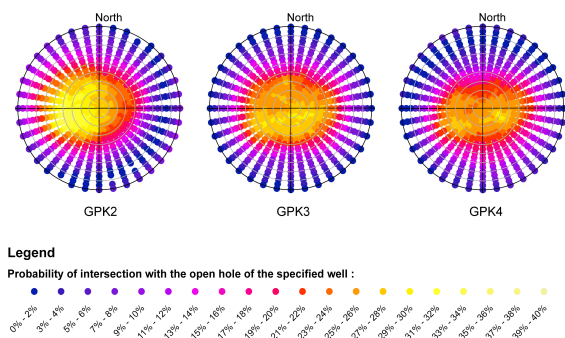 North North North
GPK2 GPK3 GPK4
Legend
Probability of intersection with the open hole of the specified well :
0% - 2% 3% - 4% 5% - 6% 7% - 8% 9% - 10% 11% - 12% 13% - 14% 15% - 16% 17% - 18% 19% - 20% 21% - 22% 23% - 24% 25% - 26% 27% - 28% 29% - 30% 31% - 32% 33% - 34% 35% - 36% 37% - 38% 39% - 40%